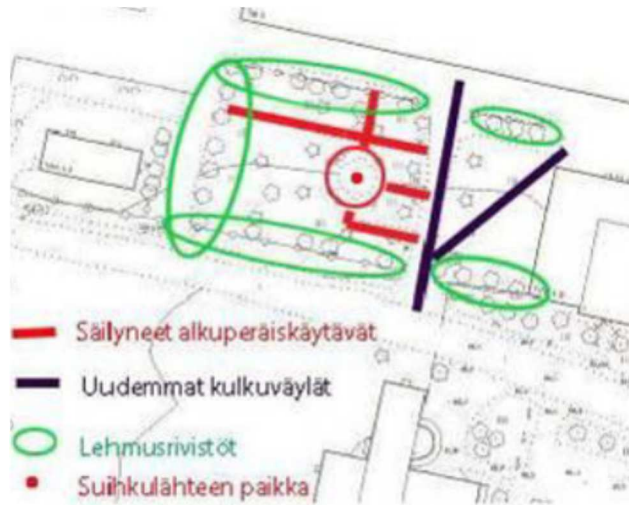 Säilyneet alkuperäiskäytävät
Uudemmat kulkuväylät
Lehmusrivistöt
Suihkulähteen paikka